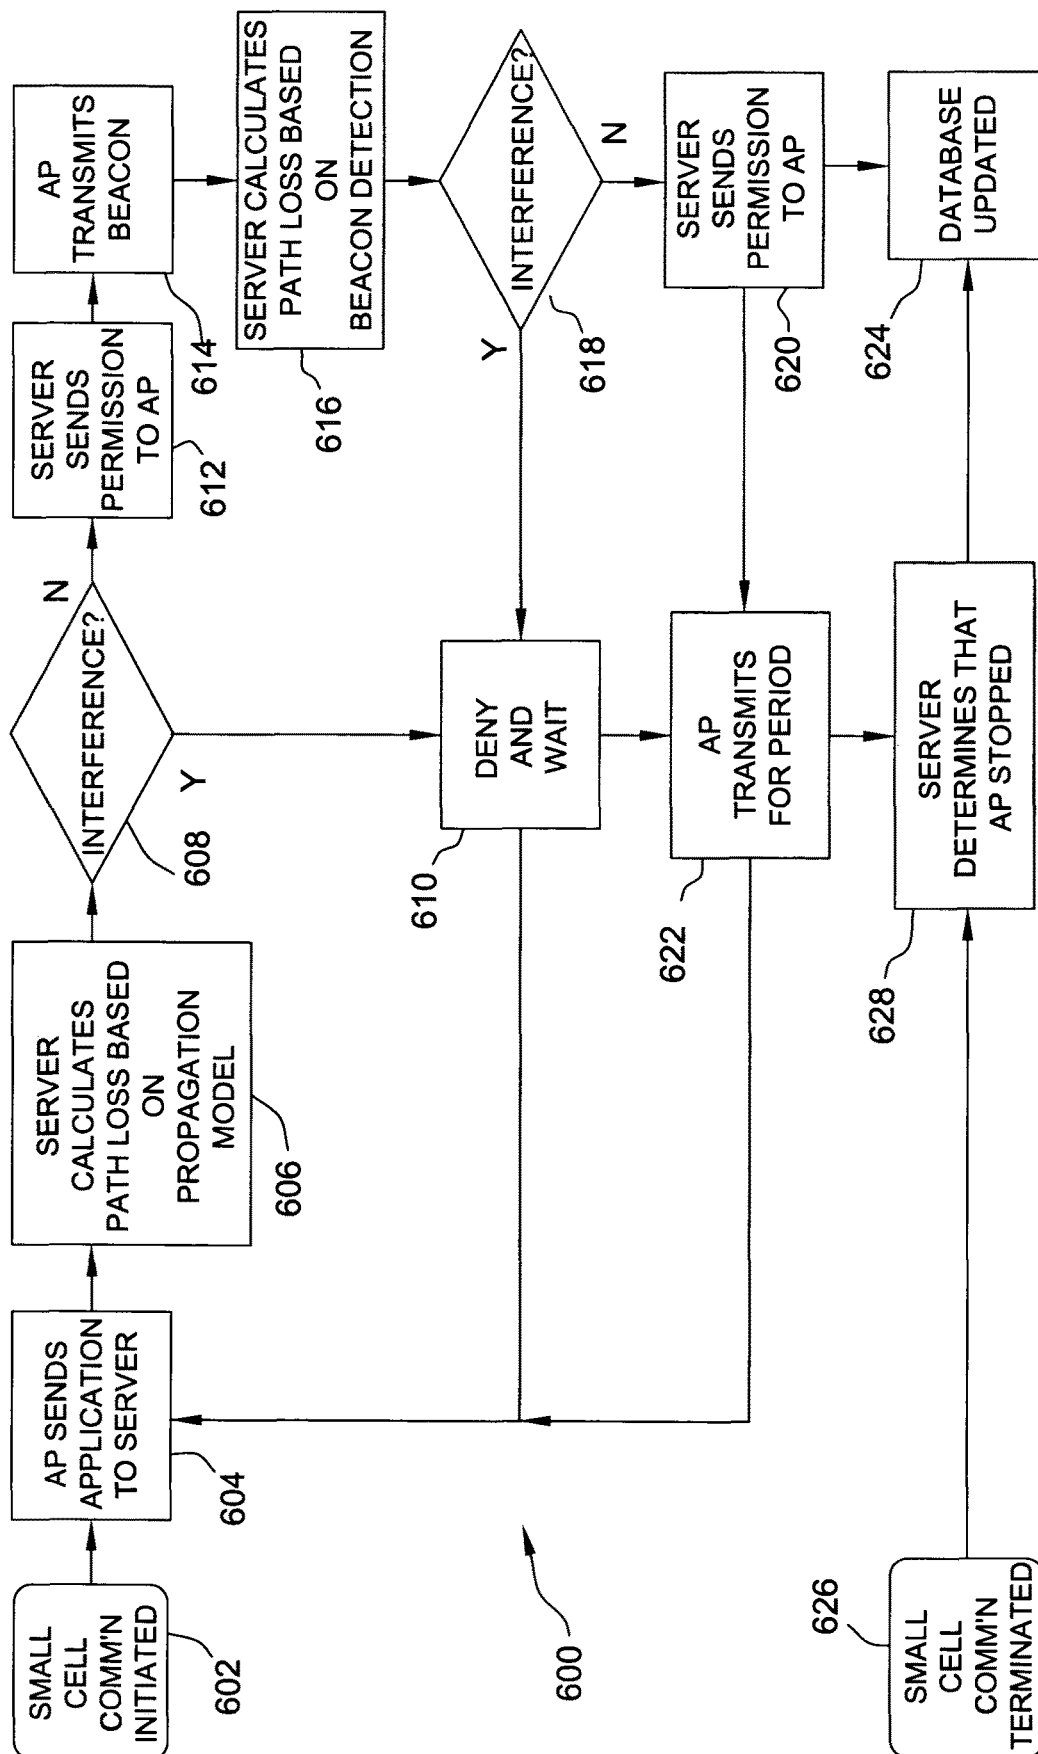 SMALL
CELL
COMM'N
INITIATED
602
AP SENDS
APPLICATION
TO SERVER
604
SERVER
CALCULATES
PATH LOSS BASED
ON
PROPAGATION
MODEL
606
INTERFERENCE?
608
N
Y
SERVER
SENDS
PERMISSION
TO AP
612
AP
TRANSMITS
BEACON
614
SERVER CALCULATES
PATH LOSS BASED
ON
BEACON DETECTION
616
INTERFERENCE?
618
Y
N
DENY
AND
WAIT
610
SERVER
SENDS
PERMISSION
TO AP
620
AP
TRANSMITS
FOR PERIOD
622
DATABASE
UPDATED
624
600
SMALL
CELL
COMM'N
TERMINATED
626
SERVER
DETERMINES THAT
AP STOPPED
628